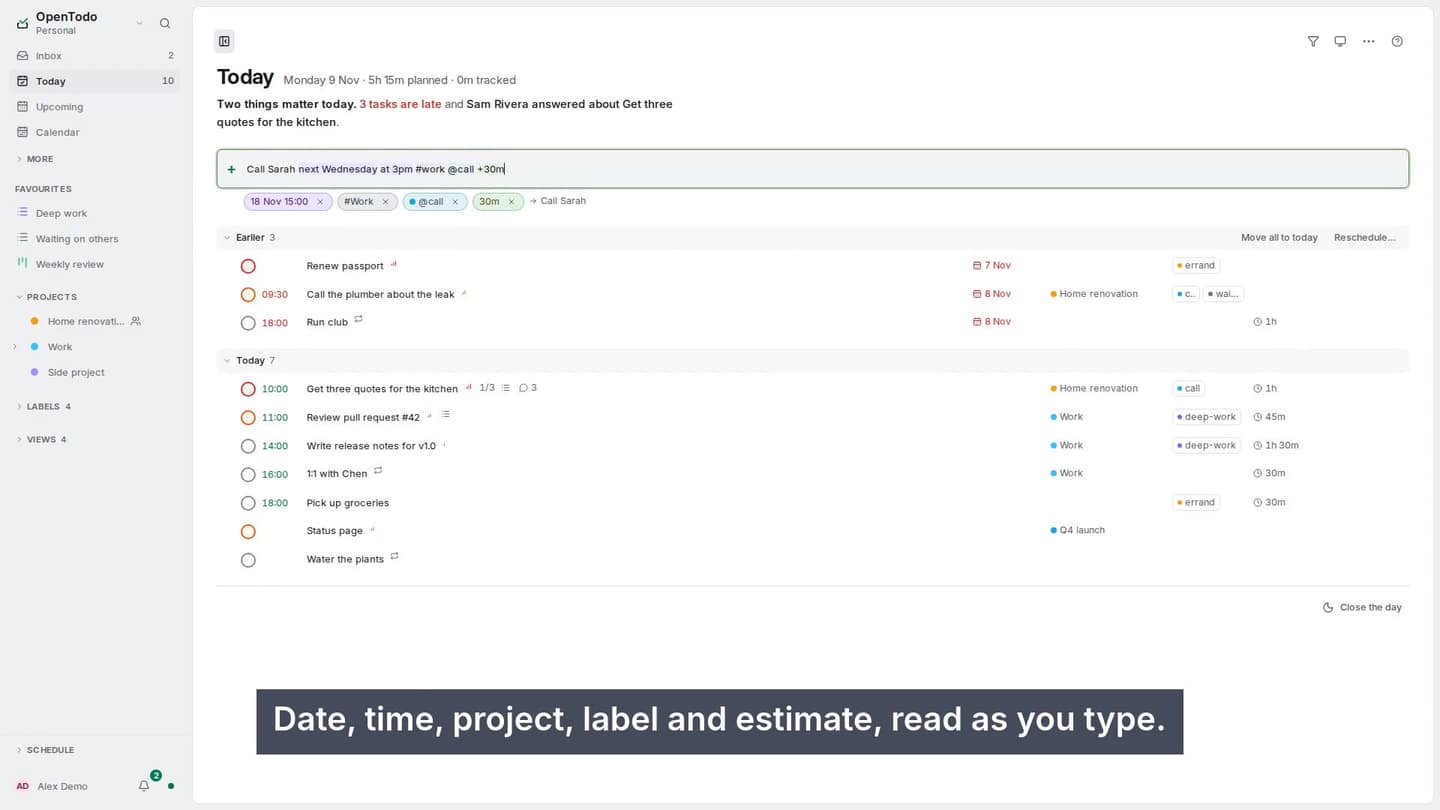 OpenTodo
Personal
Inbox 2
Today 10
Upcoming
Calendar
MORE
FAVOURITES
Deep work
Waiting on others
Weekly review
PROJECTS
Home renovati...
Work
Side project
LABELS 4
VIEWS 4
SCHEDULE
AD Alex Demo 2
Today Monday 9 Nov · 5h 15m planned · 0m tracked
Two things matter today. 3 tasks are late and Sam Rivera answered about Get three
quotes for the kitchen.
+ Call Sarah next Wednesday at 3pm #work @call +30m
18 Nov 15:00 × #Work × @call × 30m × → Call Sarah
Earlier 3 Move all to today Reschedule...
Renew passport 7 Nov errand
09:30 Call the plumber about the leak 8 Nov Home renovation c.. wai...
18:00 Run club 8 Nov 1h
Today 7
10:00 Get three quotes for the kitchen 1/3 3 Home renovation call 1h
11:00 Review pull request #42 Work deep-work 45m
14:00 Write release notes for v1.0 Work deep-work 1h 30m
16:00 1:1 with Chen Work 30m
18:00 Pick up groceries errand 30m
Status page Q4 launch
Water the plants
Close the day
Date, time, project, label and estimate, read as you type.